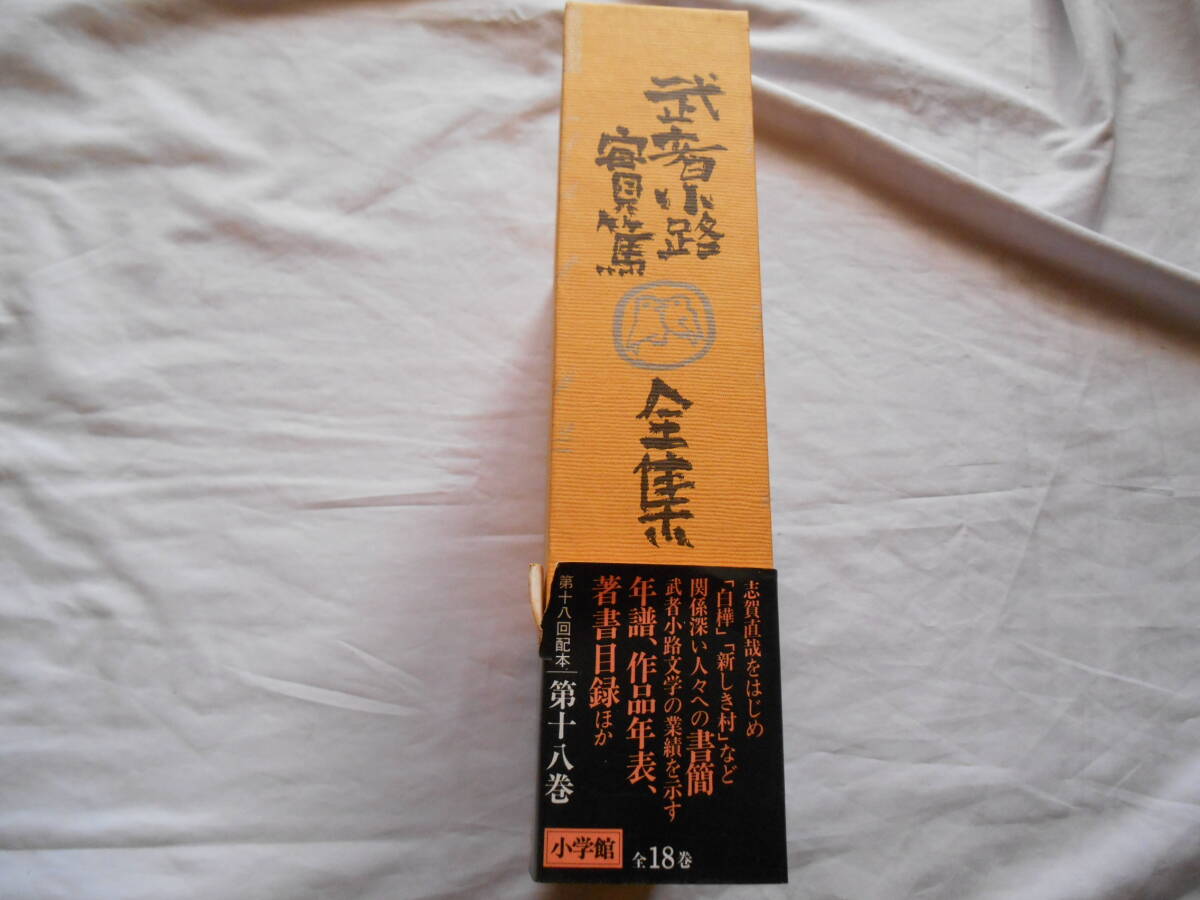 武者小路
實篤
全集
志賀直哉をはじめ
「白樺」「新しき村」など
関係深い人々への書簡
武者小路文学の業績を示す
年譜、作品年表、
著書目録ほか
第十八回配本
第十八巻
小学館
全18巻